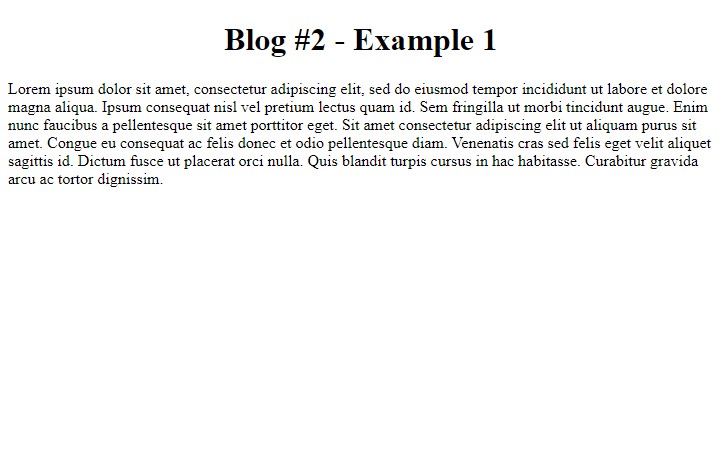 Blog #2 - Example 1
Lorem ipsum dolor sit amet, consectetur adipiscing elit, sed do eiusmod tempor incididunt ut labore et dolore
magna aliqua. Ipsum consequat nisl vel pretium lectus quam id. Sem fringilla ut morbi tincidunt augue. Enim
nunc faucibus a pellentesque sit amet porttitor eget. Sit amet consectetur adipiscing elit ut aliquam purus sit
amet. Congue eu consequat ac felis donec et odio pellentesque diam. Venenatis cras sed felis eget velit aliquet
sagittis id. Dictum fusce ut placerat orci nulla. Quis blandit turpis cursus in hac habitasse. Curabitur gravida
arcu ac tortor dignissim.